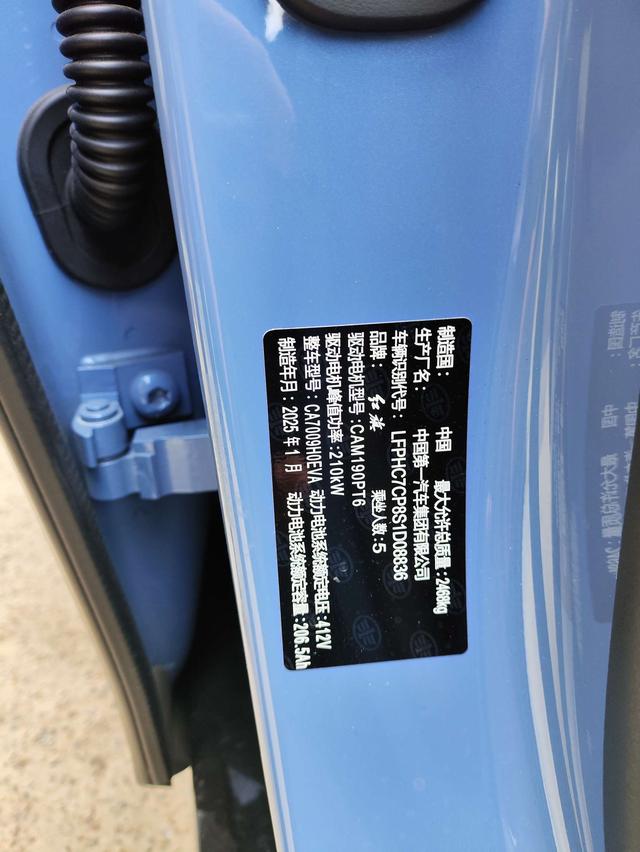 制造国： 中国 最大允许总质量：2468kg
生产厂名： 中国第一汽车集团有限公司
车辆识别代号： LFPHC7CP8S1D08836
品牌： 红旗 乘坐人数：5
驱动电机型号：CAM190PT6
驱动电机峰值功率：210kW
整车型号：CA7000H0EVA 动力电池系统额定电压：412V
制造年月：2025年1月 动力电池系统额定容量：206.5Ah